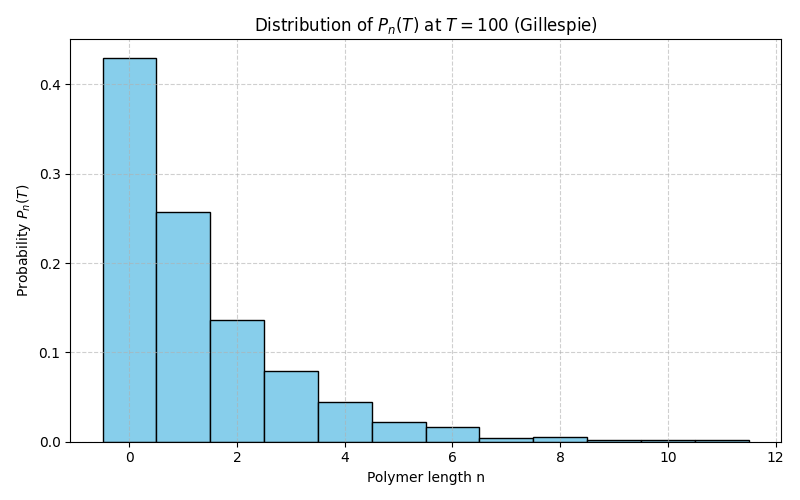 Distribution of $P_n(T)$ at $T = 100$ (Gillespie)
Probability $P_n(T)$
0.4
0.3
0.2
0.1
0.0
0 2 4 6 8 10 12
Polymer length n